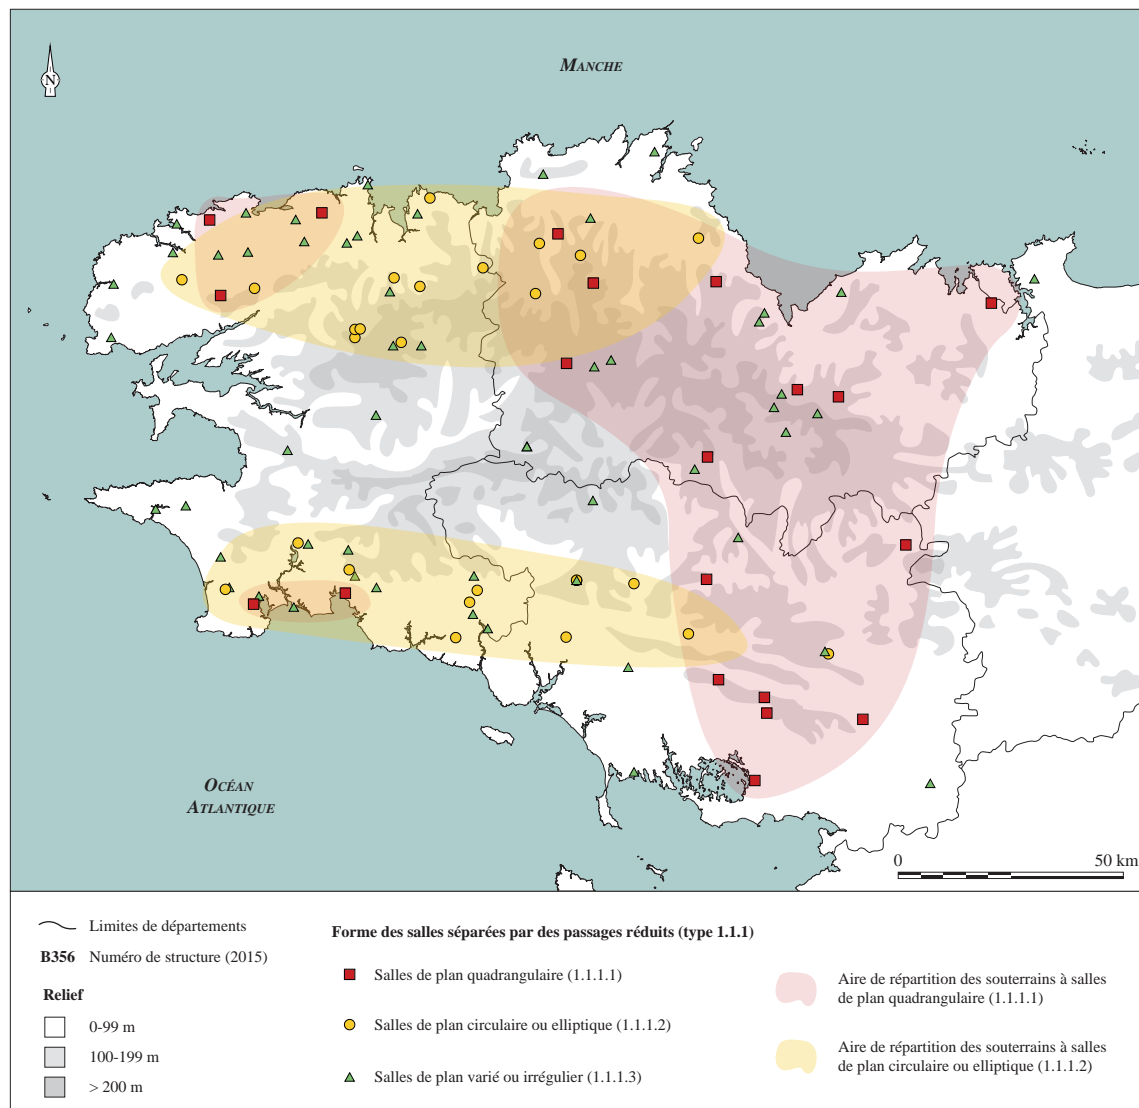 MANCHE
N
OCÉAN
ATLANTIQUE
0 50 km
Limites de départements
B356 Numéro de structure (2015)
Relief
0-99 m
100-199 m
> 200 m
Forme des salles séparées par des passages réduits (type 1.1.1)
Salles de plan quadrangulaire (1.1.1.1)
Salles de plan circulaire ou elliptique (1.1.1.2)
Salles de plan varié ou irrégulier (1.1.1.3)
Aire de répartition des souterrains à salles
de plan quadrangulaire (1.1.1.1)
Aire de répartition des souterrains à salles
de plan circulaire ou elliptique (1.1.1.2)